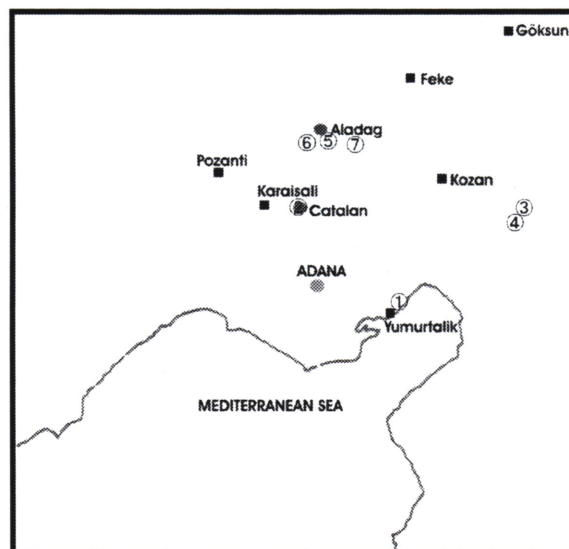 Göksun
Feke
Aladag
6 5 7
Pozanti
Kozan
Karaisali
Catalan
3
4
ADANA
1
Yumurtalik
MEDITERRANEAN SEA